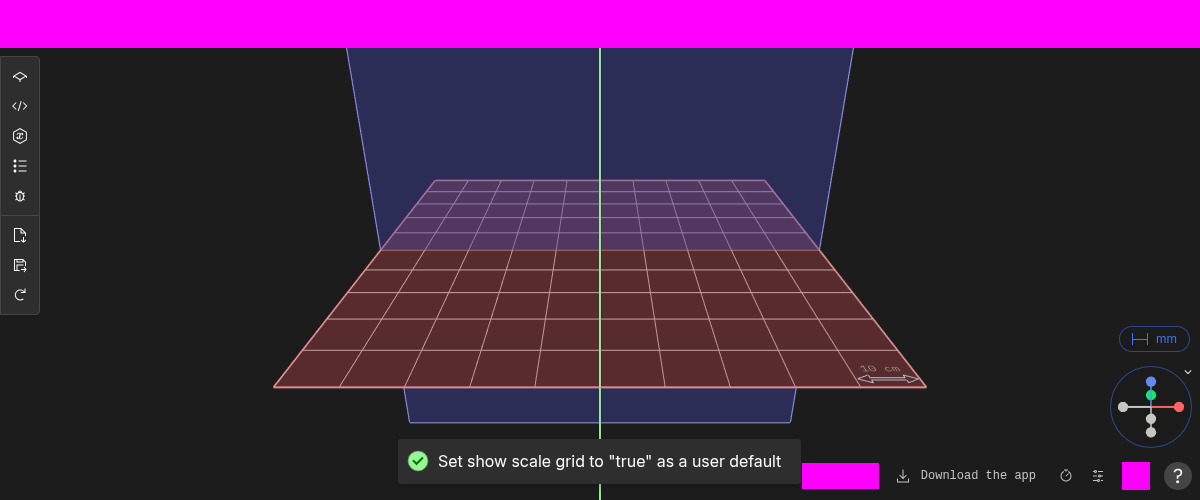 10 cm
mm
Set show scale grid to "true" as a user default
Download the app
?